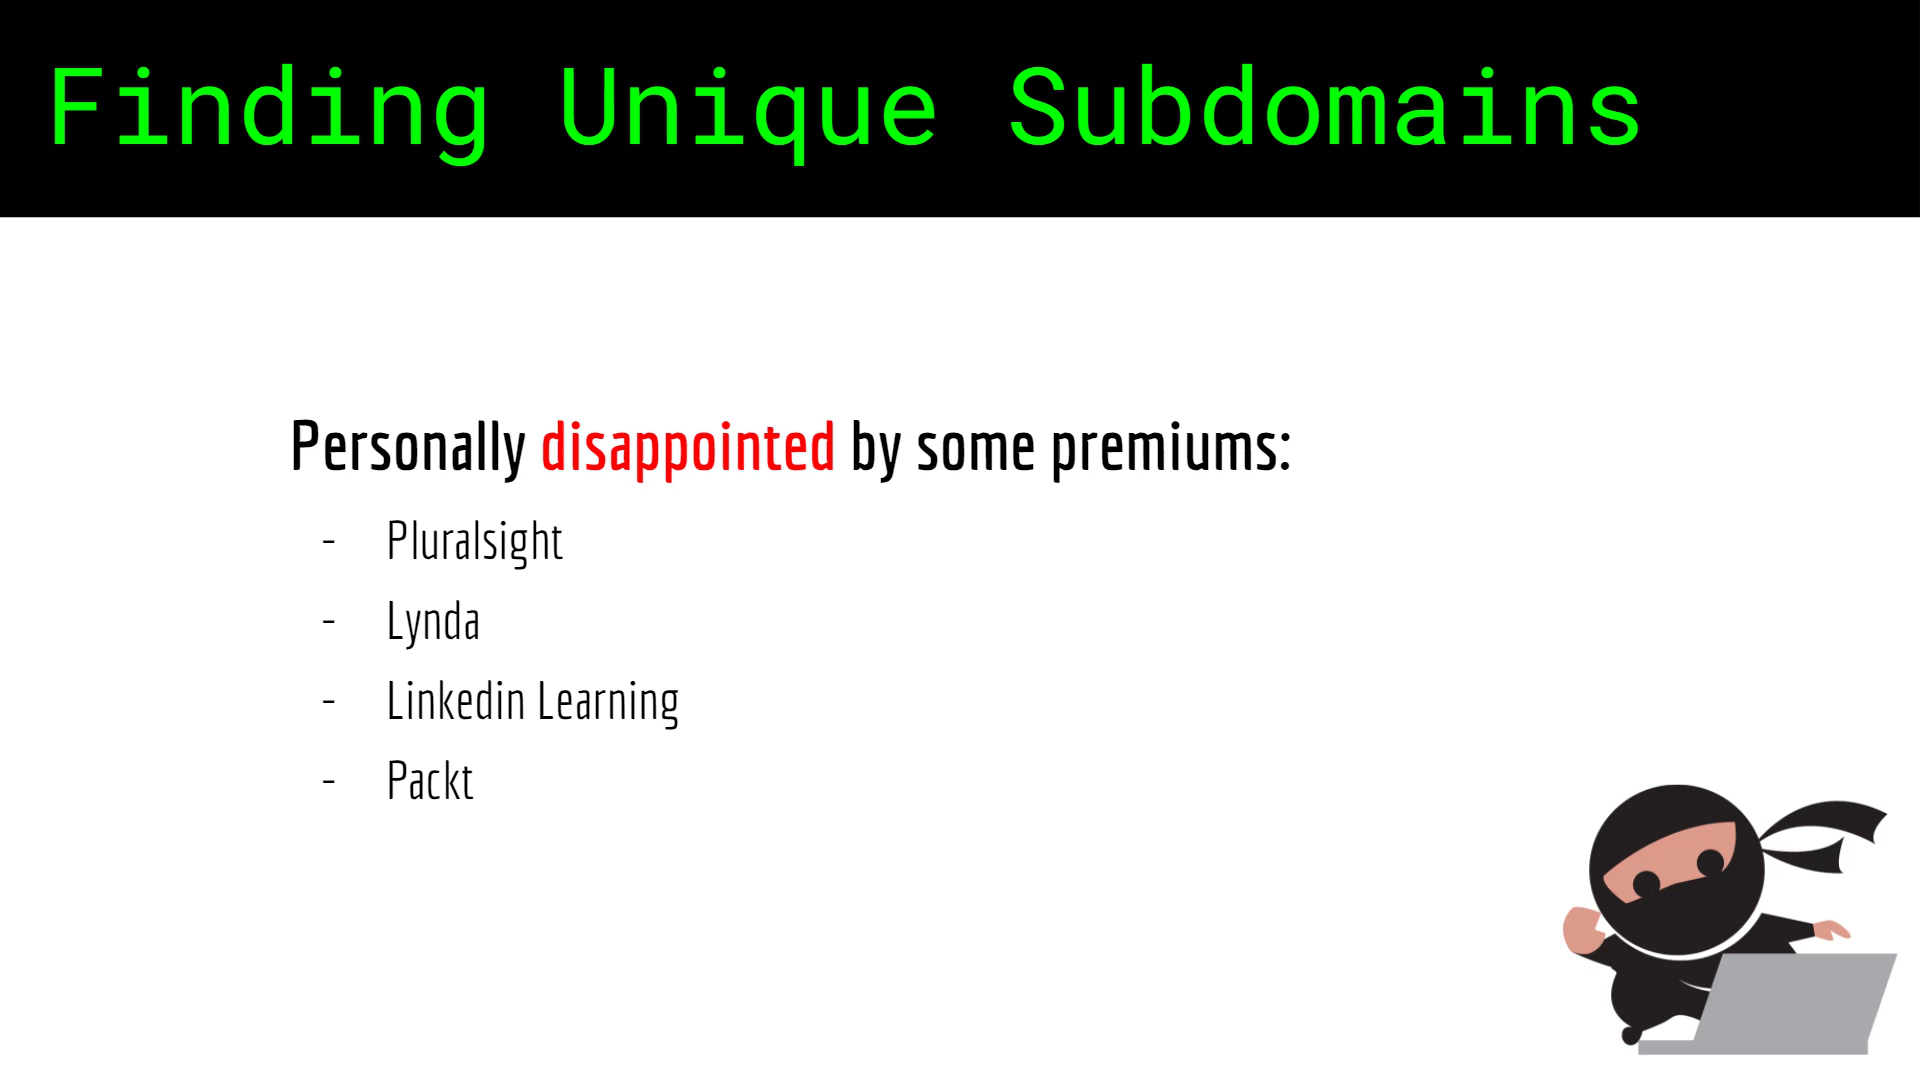 Finding Unique Subdomains
Personally disappointed by some premiums:
- Pluralsight
- Lynda
- Linkedin Learning
- Packt